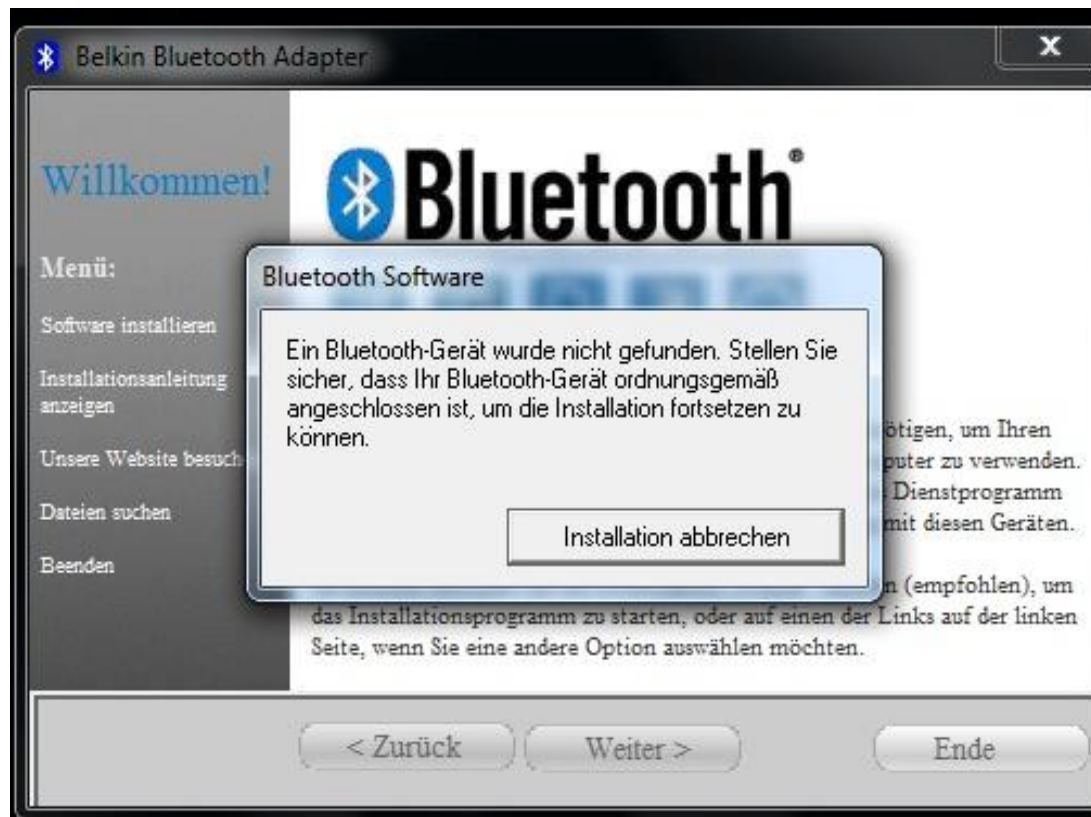 Belkin Bluetooth Adapter
X
Willkommen!
Bluetooth®
Menü:
Software installieren
Installationsanleitung
anzeigen
Unsere Website
Dateien suchen
Beenden
Bluetooth Software
Ein Bluetooth-Gerät wurde nicht gefunden. Stellen Sie
sicher, dass Ihr Bluetooth-Gerät ordnungsgemäß
angeschlossen ist, um die Installation fortsetzen zu
können.
Installation abbrechen
um Ihren
zu verwenden.
Dienstprogramm
mit diesen Geräten.
(empfohlen), um
das Installationsprogramm zu starten, oder auf einen der Links auf der linken
Seite, wenn Sie eine andere Option auswählen möchten.
< Zurück
Weiter >
Ende